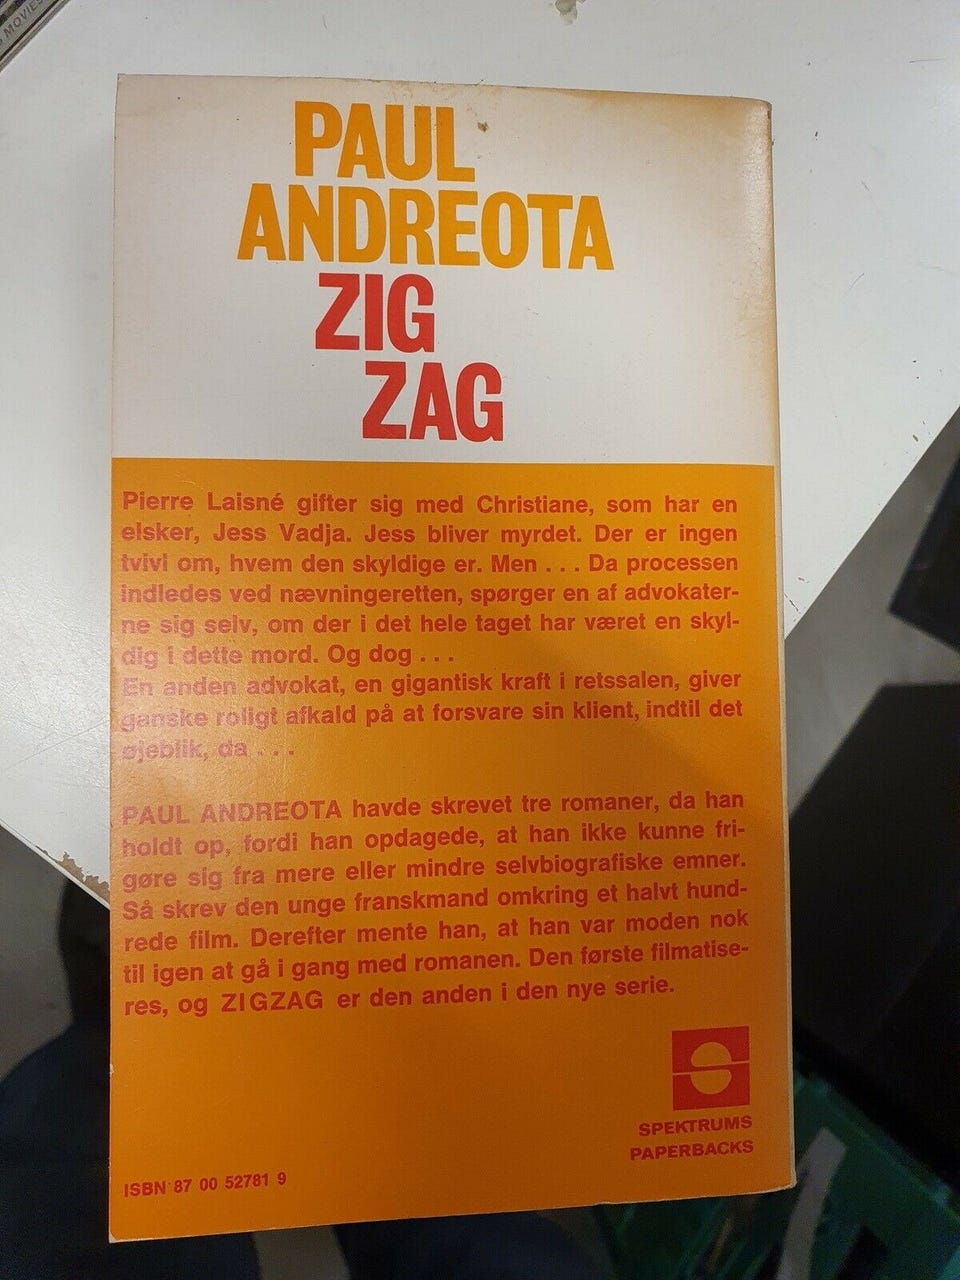 MOVIES
PAUL
ANDREOTA
ZIG
ZAG
Pierre Laisné gifter sig med Christiane, som har en
elsker, Jess Vadja. Jess bliver myrdet. Der er ingen
tvivl om, hvem den skyldige er. Men . . . Da processen
indledes ved nævningeretten, spørger en af advokater-
ne sig selv, om der i det hele taget har været en skyl-
dig i dette mord. Og dog . . .
En anden advokat, en gigantisk kraft i retssalen, giver
ganske roligt afkald på at forsvare sin klient, indtil det
øjeblik, da . . .
PAUL ANDREOTA havde skrevet tre romaner, da han
holdt op, fordi han opdagede, at han ikke kunne fri-
gøre sig fra mere eller mindre selvbiografiske emner.
Så skrev den unge franskmand omkring et halvt hund-
rede film. Derefter mente han, at han var moden nok
til igen at gå i gang med romanen. Den første filmatise-
res, og ZIGZAG er den anden i den nye serie.
SPEKTRUMS
PAPERBACKS
ISBN 87 00 52781 9